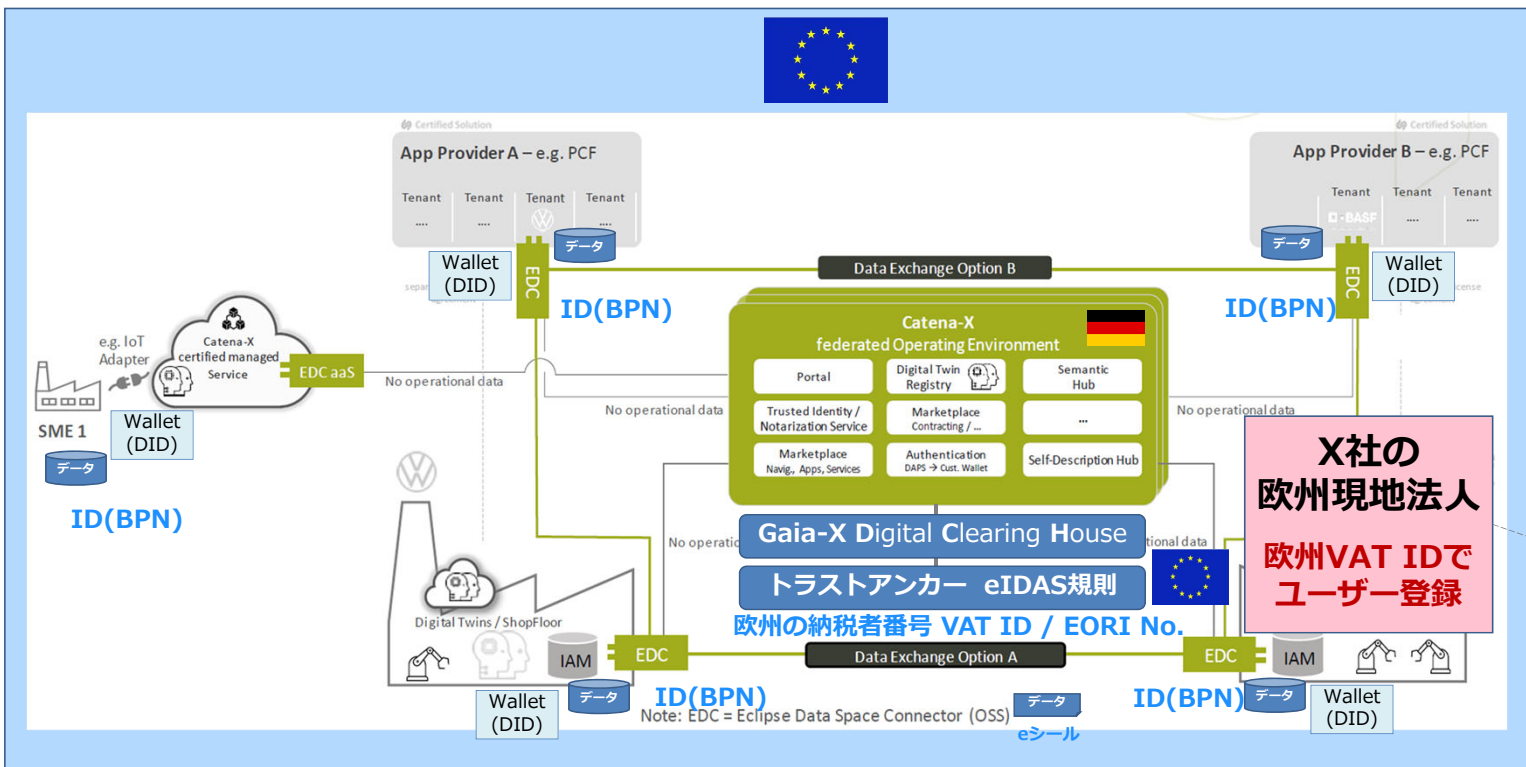 Certified Solution
App Provider A – e.g. PCF
Tenant Tenant Tenant Tenant
.... .... ....
データ
Wallet
(DID)
EDC
ID(BPN)
Certified Solution
App Provider B – e.g. PCF
Tenant Tenant Tenant
BASF .... ....
データ
EDC
Wallet
(DID)
Data Exchange Option B
e.g. IoT
Adapter
Catena-X
certified managed
Service
EDC aaS
SME 1
Wallet
(DID)
データ
ID(BPN)
No operational data
No operational data
No operational data
Catena-X
federated Operating Environment
Portal
Digital Twin
Registry
Semantic
Hub
Trusted Identity /
Notarization Service
Marketplace
Contracting / ...
...
Marketplace
Navig., Apps, Services
Authentication
DAPS → Cust. Wallet
Self-Description Hub
X社の
欧州現地法人
欧州VAT IDで
ユーザー登録
Gaia-X Digital Clearing House
トラストアンカー eIDAS規則
欧州の納税者番号 VAT ID / EORI No.
Digital Twins / ShopFloor
IAM
EDC
Data Exchange Option A
EDC
IAM
Wallet
(DID)
データ
ID(BPN)
Note: EDC = Eclipse Data Space Connector (OSS)
データ
eシール
ID(BPN)
データ
Wallet
(DID)